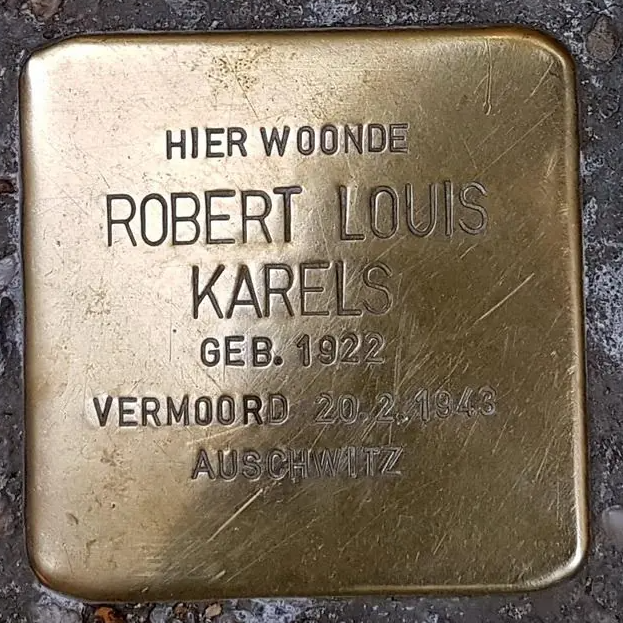 HIER WOONDE
ROBERT LOUIS
KARELS
GEB. 1922
VERMOORD 20.2.1943
AUSCHWITZ